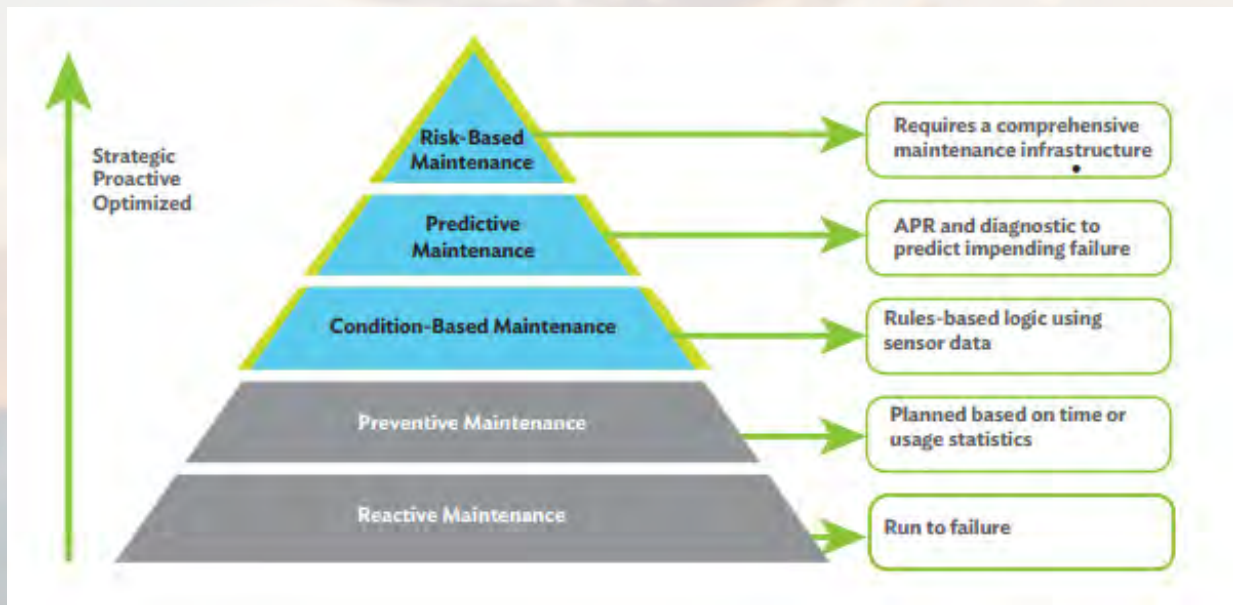 Strategic
Proactive
Optimized
Risk-Based
Maintenance
Requires a comprehensive
maintenance infrastructure
Predictive
Maintenance
APR and diagnostic to
predict impending failure
Condition-Based Maintenance
Rules-based logic using
sensor data
Preventive Maintenance
Planned based on time or
usage statistics
Reactive Maintenance
Run to failure